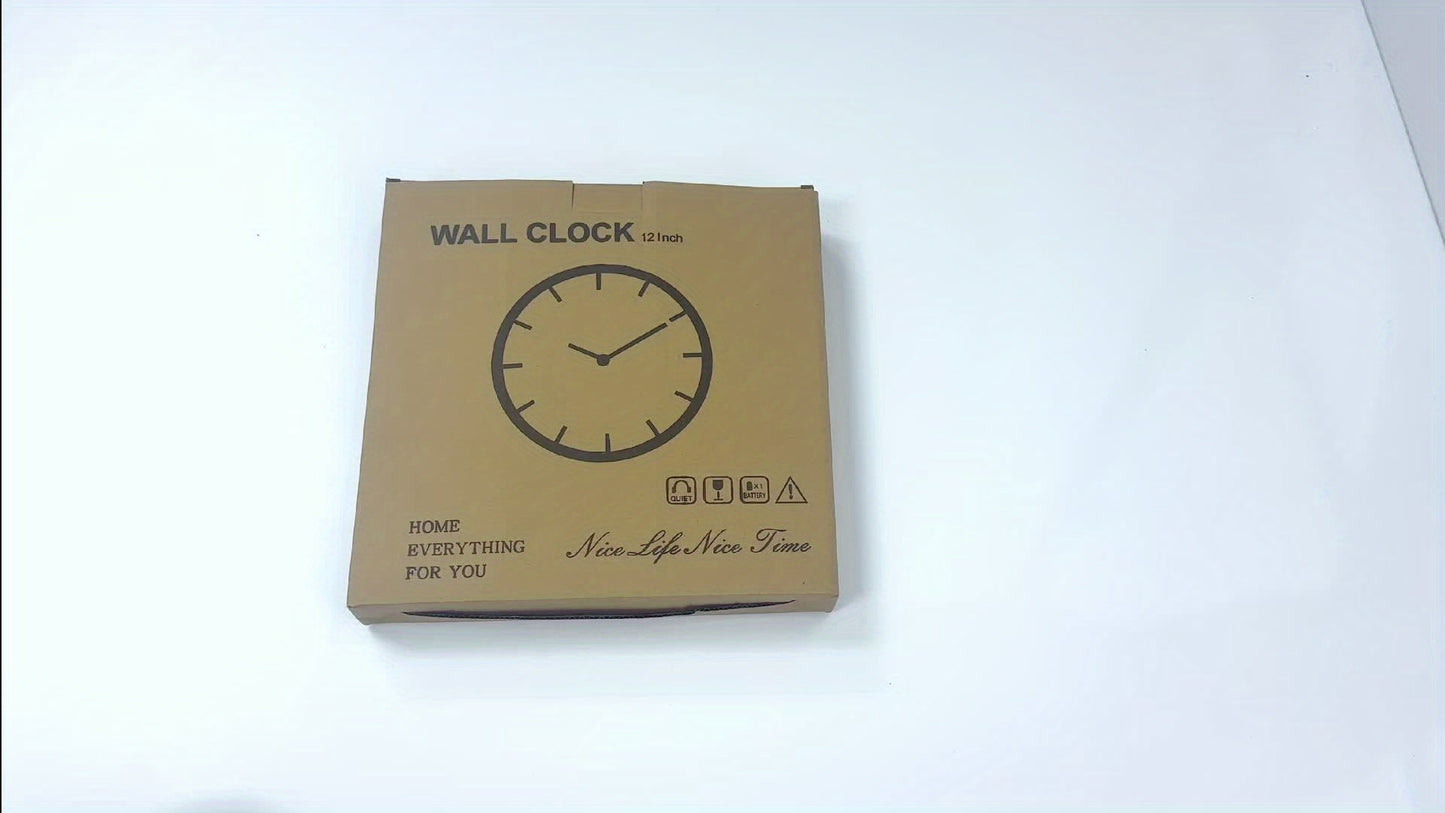 WALL CLOCK 12 Inch
QUIET
X1
BATTERY
HOME
EVERYTHING
FOR YOU
Nice Life Nice Time